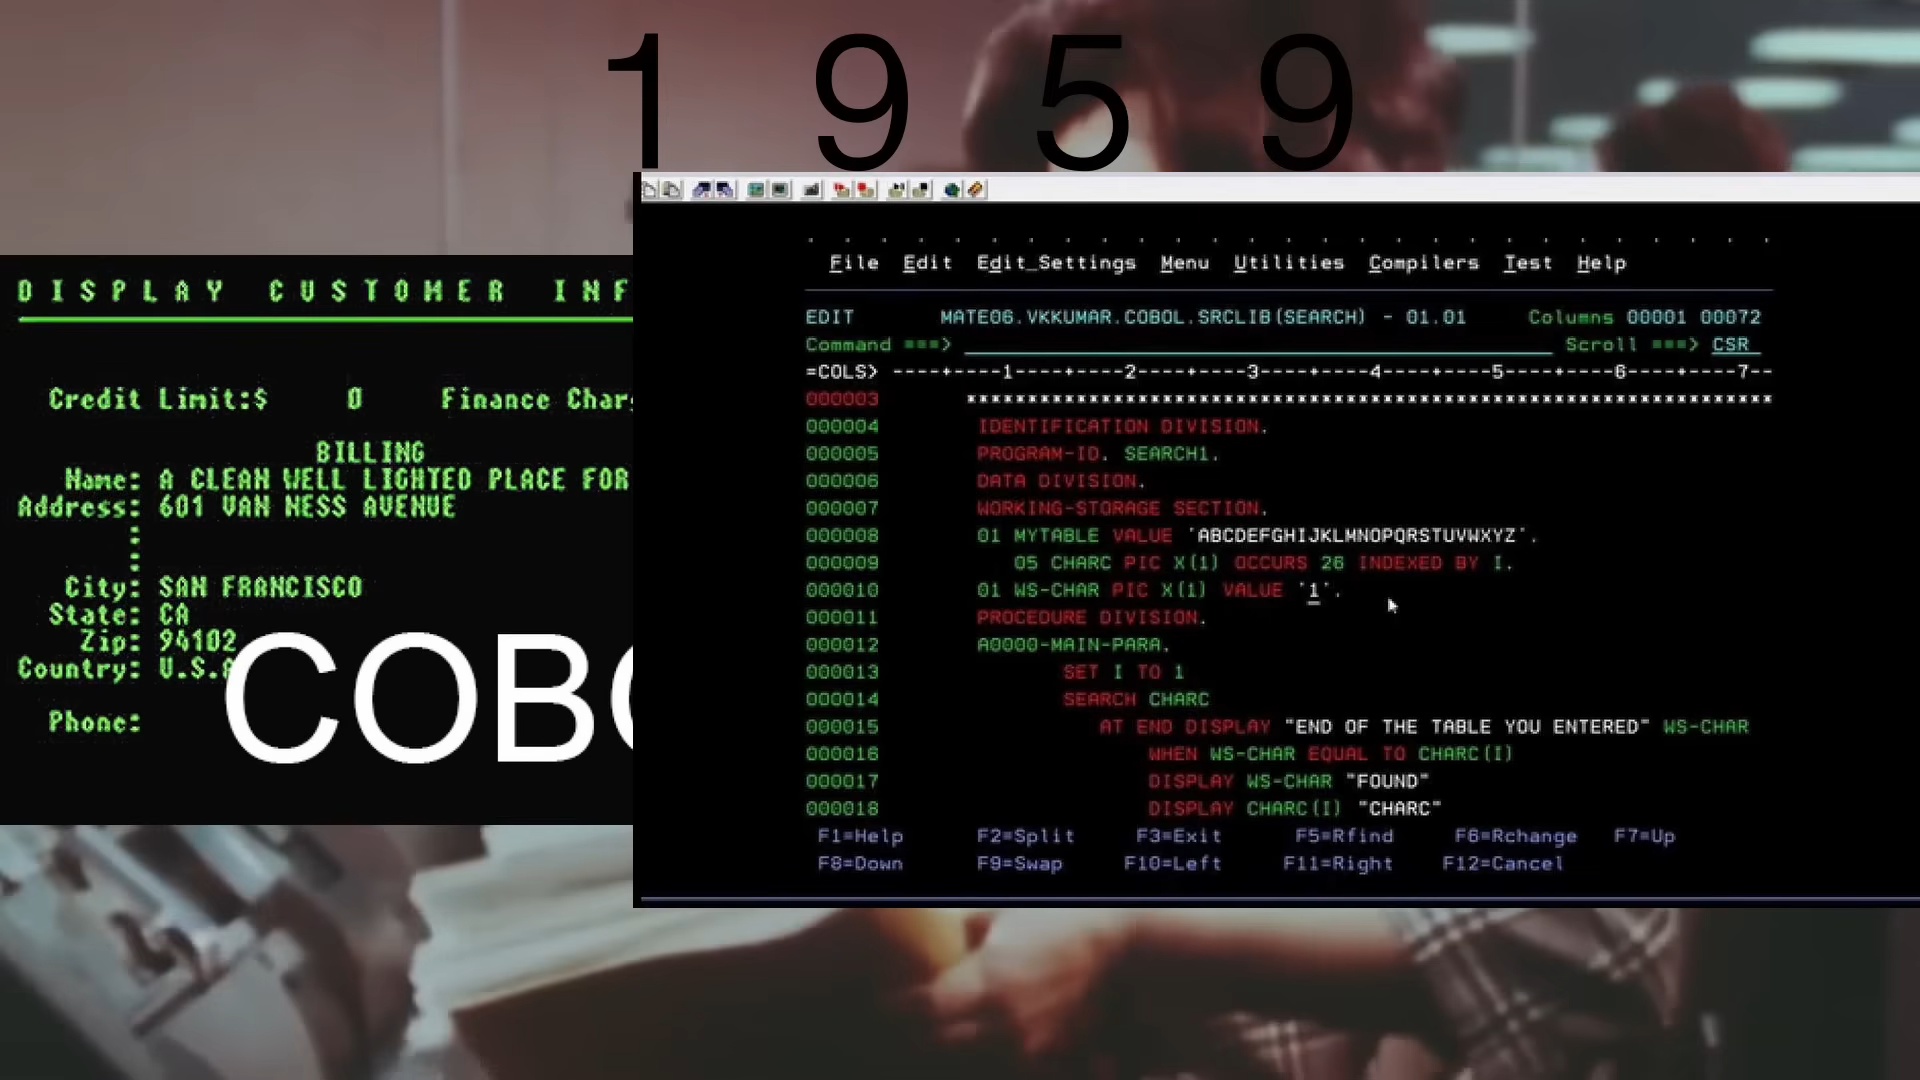 1 9 5 9
DISPLAY CUSTOMER INF
Credit Limit:$ 0 Finance Char
BILLING
Name: A CLEAN WELL LIGHTED PLACE FOR
Address: 601 VAN NESS AVENUE
:
:
City: SAN FRANCISCO
State: CA
Zip: 94102
Country: U.S.A
Phone:
COBO
File Edit Edit_Settings Menu Utilities Compilers Test Help
EDIT MATE06.VKKUMAR.COBOL.SRCLIB(SEARCH) - 01.01 Columns 00001 00072
Command ===> Scroll ===> CSR
=COLS> ----+----1----+----2----+----3----+----4----+----5----+----6----+----7--
000003 ******************************************************************
000004 IDENTIFICATION DIVISION.
000005 PROGRAM-ID. SEARCH1.
000006 DATA DIVISION.
000007 WORKING-STORAGE SECTION.
000008 01 MYTABLE VALUE 'ABCDEFGHIJKLMNOPQRSTUVWXYZ'.
000009 05 CHARC PIC X(1) OCCURS 26 INDEXED BY I.
000010 01 WS-CHAR PIC X(1) VALUE '1'.
000011 PROCEDURE DIVISION.
000012 A0000-MAIN-PARA.
000013 SET I TO 1
000014 SEARCH CHARC
000015 AT END DISPLAY "END OF THE TABLE YOU ENTERED" WS-CHAR
000016 WHEN WS-CHAR EQUAL TO CHARC(I)
000017 DISPLAY WS-CHAR "FOUND"
000018 DISPLAY CHARC(I) "CHARC"
F1=Help F2=Split F3=Exit F5=Rfind F6=Rchange F7=Up
F8=Down F9=Swap F10=Left F11=Right F12=Cancel